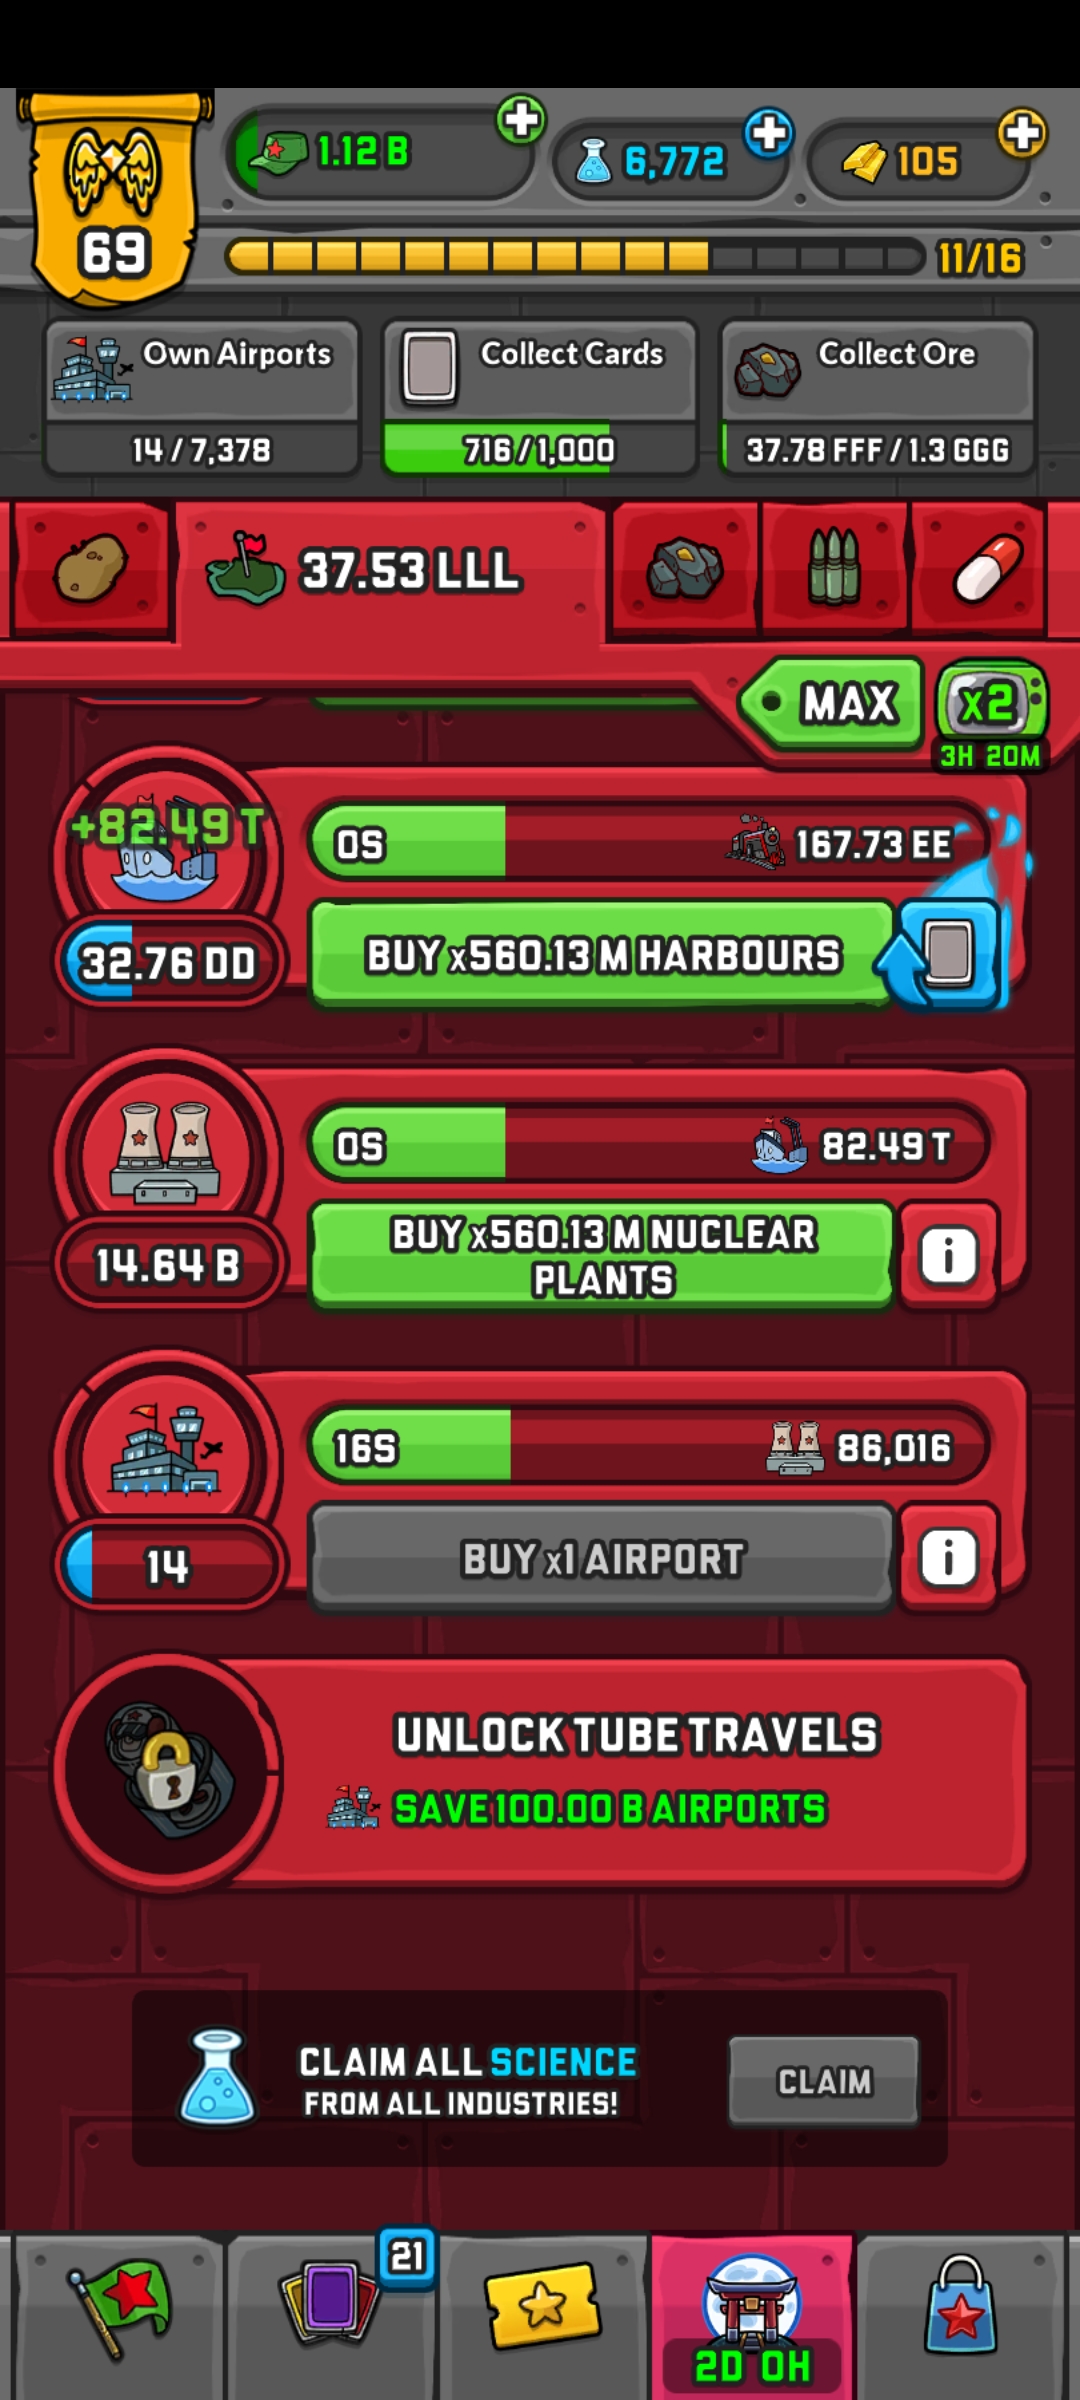 69
1.12 B
6,772
105
11/16
Own Airports
14 / 7,378
Collect Cards
716 / 1,000
Collect Ore
37.78 FFF / 1.3 GGG
37.53 LLL
MAX
x2
3H 20M
+82.49 T
32.76 DD
0S
167.73 EE
BUY x560.13 M HARBOURS
14.64 B
0S
82.49 T
BUY x560.13 M NUCLEAR
PLANTS
i
14
16S
86,016
BUY x1 AIRPORT
i
UNLOCK TUBE TRAVELS
SAVE 100.00 B AIRPORTS
CLAIM ALL SCIENCE
FROM ALL INDUSTRIES!
CLAIM
21
2D 0H